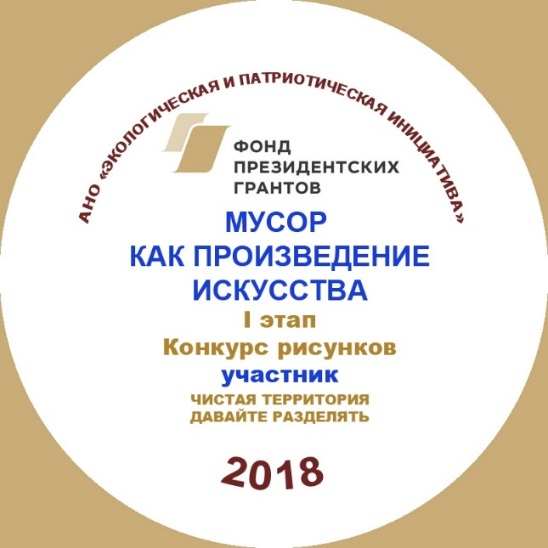 АНО «ЭКОЛОГИЧЕСКАЯ И ПАТРИОТИЧЕСКАЯ ИНИЦИАТИВА»
ФОНД
ПРЕЗИДЕНТСКИХ
ГРАНТОВ
МУСОР
КАК ПРОИЗВЕДЕНИЕ
ИСКУССТВА
I этап
Конкурс рисунков
участник
ЧИСТАЯ ТЕРРИТОРИЯ
ДАВАЙТЕ РАЗДЕЛЯТЬ
2018